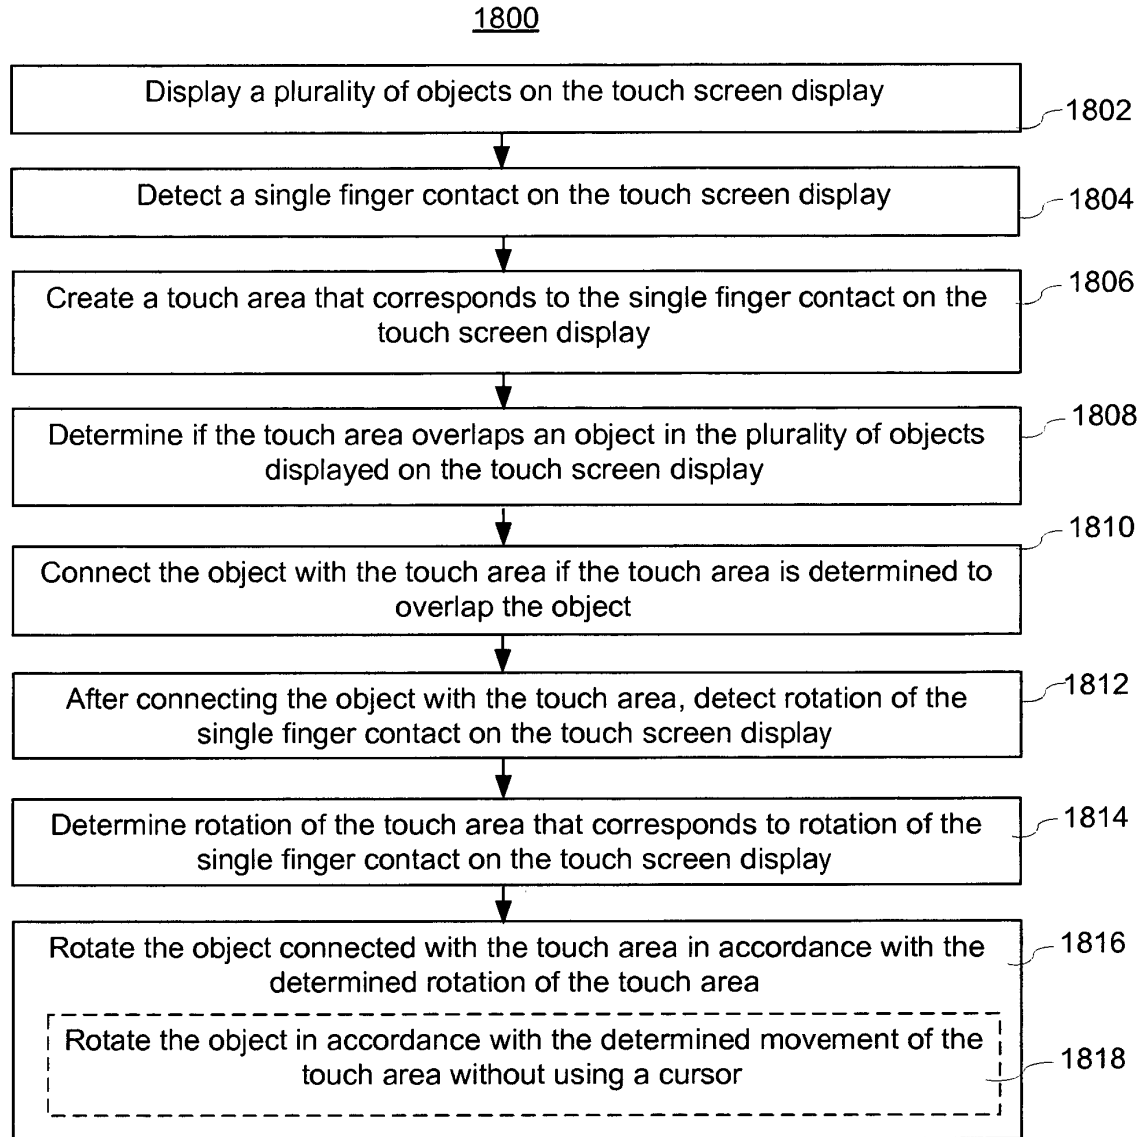 1800
Display a plurality of objects on the touch screen display
1802
Detect a single finger contact on the touch screen display
1804
Create a touch area that corresponds to the single finger contact on the
touch screen display
1806
Determine if the touch area overlaps an object in the plurality of objects
displayed on the touch screen display
1808
Connect the object with the touch area if the touch area is determined to
overlap the object
1810
After connecting the object with the touch area, detect rotation of the
single finger contact on the touch screen display
1812
Determine rotation of the touch area that corresponds to rotation of the
single finger contact on the touch screen display
1814
Rotate the object connected with the touch area in accordance with the
determined rotation of the touch area
1816
Rotate the object in accordance with the determined movement of the
touch area without using a cursor
1818